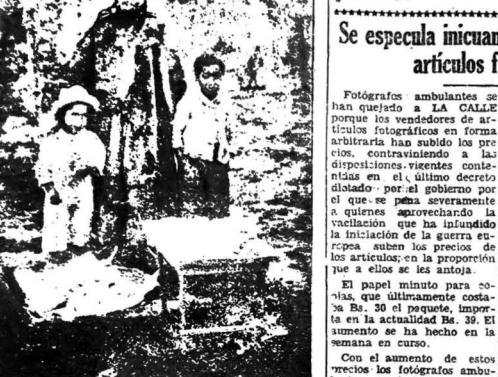 Se especula inicuan
artículos f
Fotógrafos ambulantes se
han quejado a LA CALLE
porque los vendedores de ar-
tículos fotográficos en forma
arbitraria han subido los pre
cios, contraviniendo a las
disposiciones vigentes conte-
nidas en el último decreto
dictado por el gobierno por
el que se pena severamente
a quienes aprovechando la
vacilación que ha infundido
la iniciación de la guerra eu-
ropea suben los precios de
los artículos, en la proporción
que a ellos se les antoja.
El papel minuto para co-
pias, que últimamente costa-
ba Bs. 30 el paquete, impor-
ta en la actualidad Bs. 39. El
aumento se ha hecho en la
semana en curso.
Con el aumento de estos
precios los fotógrafos ambu-